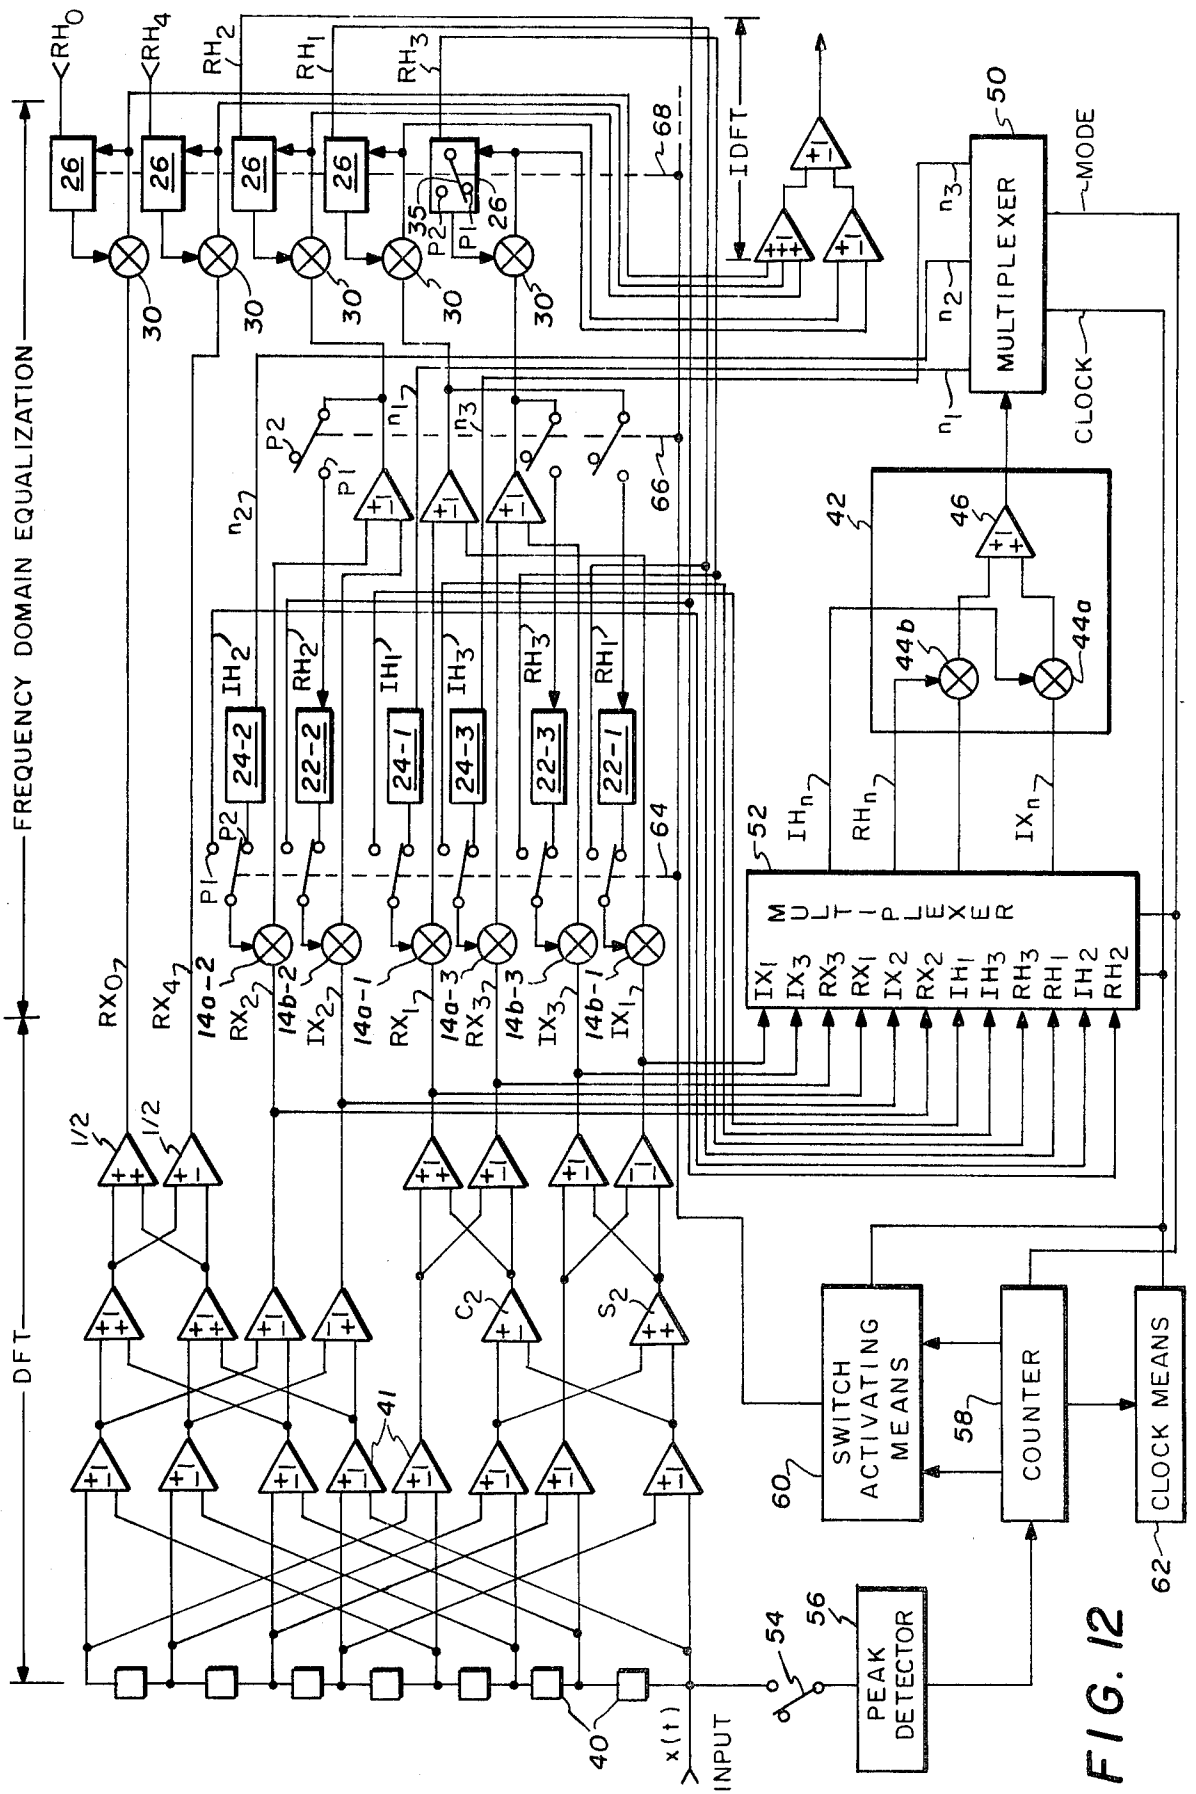 DFT
FREQUENCY DOMAIN EQUALIZATION
RH0
RH4
RH2
RH1
RH3
26
26
26
26
26
35
P2
P1
30
30
30
30
30
68
IDFT
RX0
RX4
1/2
1/2
n2
P2
P1
n1
n3
66
14a-2
RX2
14b-2
IX2
14a-1
RX1
14a-3
RX3
14b-3
IX3
14b-1
IX1
P1
P2
24-2
22-2
24-1
24-3
22-3
22-1
IH2
RH2
IH1
IH3
RH3
RH1
64
41
C2
S2
40
x(t)
INPUT
54
56
PEAK DETECTOR
60
SWITCH ACTIVATING MEANS
58
COUNTER
62
CLOCK MEANS
52
MULTIPLEXER
IX1
IX3
RX3
RX1
IX2
RX2
IH1
IH3
RH3
RH1
IH2
RH2
IHn
RHn
IXn
42
44b
44a
46
50
MULTIPLEXER
n1
n2
n3
CLOCK
MODE
FIG. 12